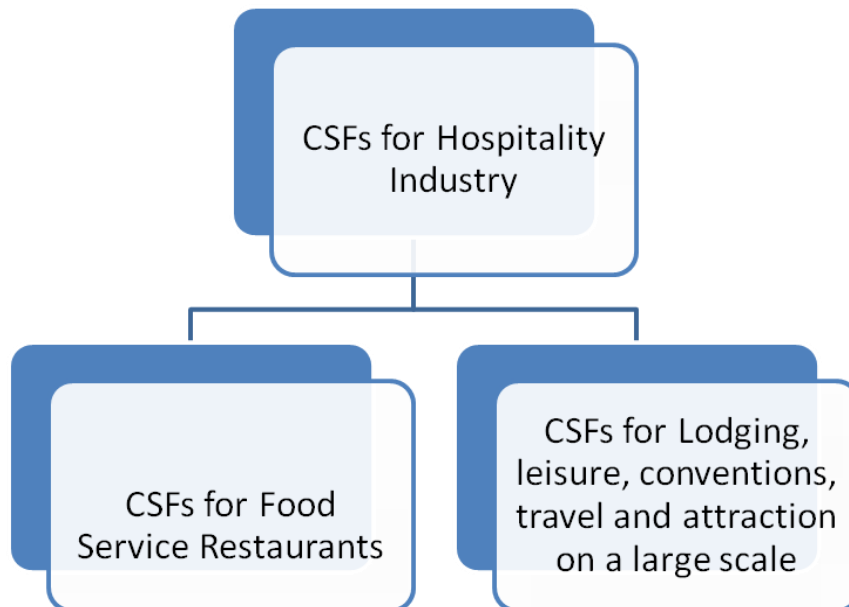 CSFs for Hospitality
Industry
CSFs for Food
Service Restaurants
CSFs for Lodging,
leisure, conventions,
travel and attraction
on a large scale